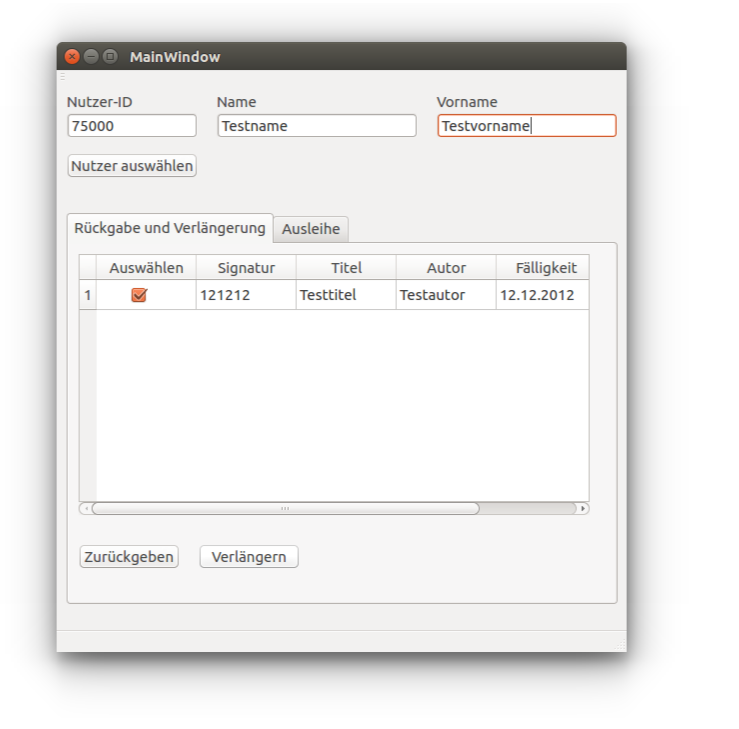 MainWindow
Nutzer-ID Name Vorname
75000 Testname Testvorname
Nutzer auswählen
Rückgabe und Verlängerung Ausleihe
Auswählen Signatur Titel Autor Fälligkeit
1 121212 Testtitel Testautor 12.12.2012
Zurückgeben Verlängern